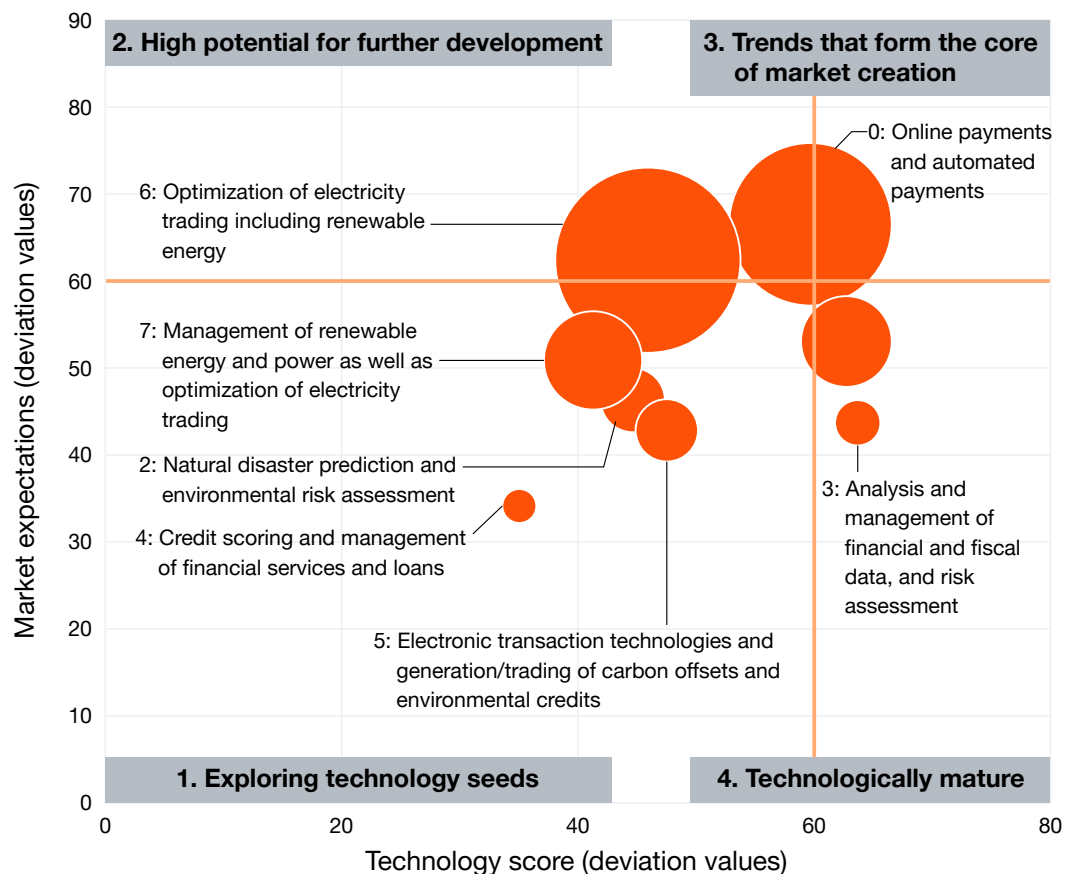 90
2. High potential for further development
3. Trends that form the core
of market creation
80
0: Online payments
and automated
payments
70
6: Optimization of electricity
trading including renewable
energy
60
7: Management of renewable
energy and power as well as
optimization of electricity
trading
50
2: Natural disaster prediction and
environmental risk assessment
40
3: Analysis and
management of
financial and fiscal
data, and risk
assessment
4: Credit scoring and management
of financial services and loans
30
20
5: Electronic transaction technologies and
generation/trading of carbon offsets and
environmental credits
10
1. Exploring technology seeds
4. Technologically mature
0
0
20
40
60
80
Technology score (deviation values)
Market expectations (deviation values)